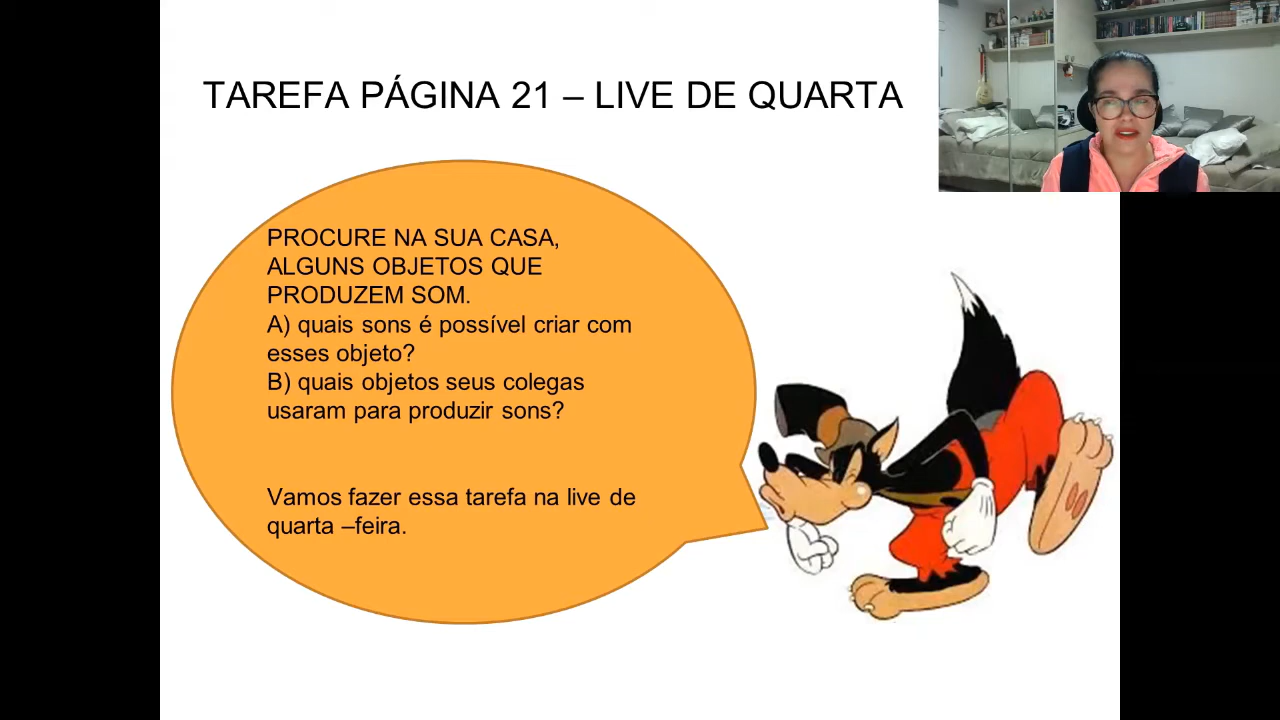 TAREFA PÁGINA 21 – LIVE DE QUARTA
PROCURE NA SUA CASA,
ALGUNS OBJETOS QUE
PRODUZEM SOM.
A) quais sons é possível criar com
esses objeto?
B) quais objetos seus colegas
usaram para produzir sons?
Vamos fazer essa tarefa na live de
quarta –feira.